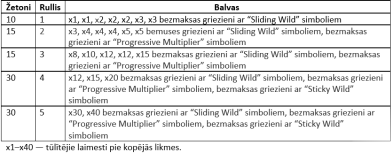 Žetoni Rullis Balvas
10 1 x1, x1, x2, x2, x2, x3, x3 bezmaksas griezieni ar “Sliding Wild” simboliem
15 2 x3, x4, x4, x4, x5, x5 bemuses griezieni ar “Sliding Wild” simboliem, bezmaksas
griezieni ar “Progressive Multiplier” simboliem
15 3 x8, x10, x12, x12, x15 bezmaksas griezieni ar “Sliding Wild” simboliem, bezmaksas
griezieni ar “Progressive Multiplier” simboliem
30 4 x12, x15, x20 bezmaksas griezieni ar “Sliding Wild” simboliem, bezmaksas griezieni
ar “Progressive Multiplier” simboliem, bezmaksas griezieni ar “Sticky Wild”
simboliem
30 5 x30, x40 bezmaksas griezieni ar “Sliding Wild” simboliem, bezmaksas griezieni ar
“Progressive Multiplier” simboliem, bezmaksas griezieni ar “Sticky Wild”
simboliem
x1–x40 — tūlītējie laimesti pie kopējās likmes.